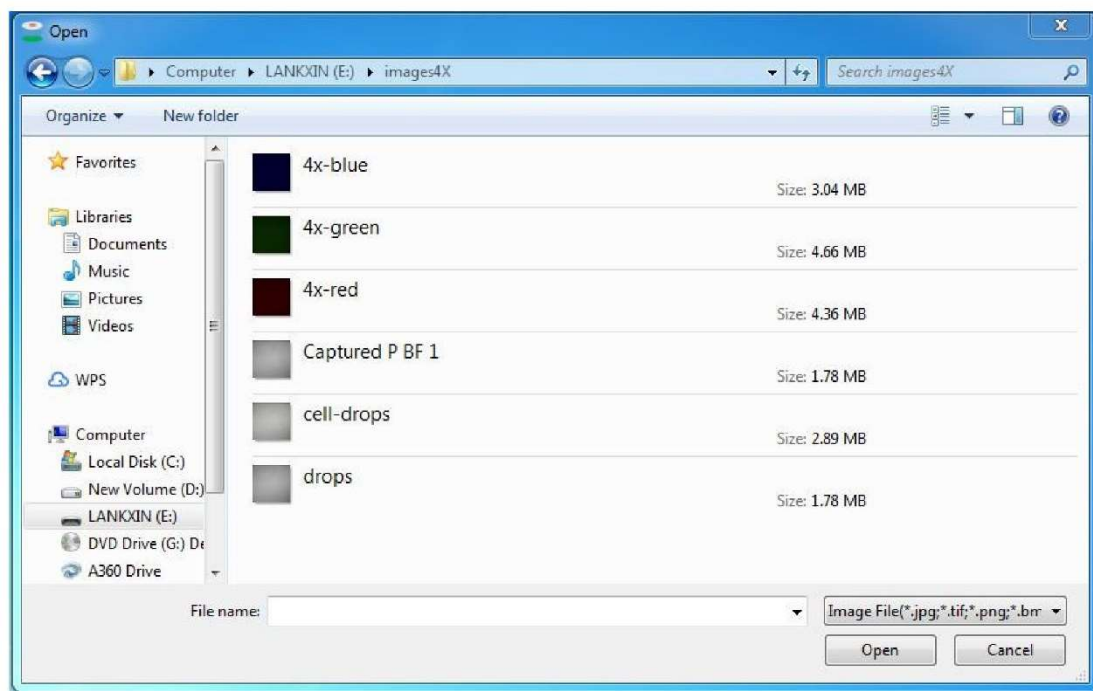 Open
Computer LANKXIN (E:) images4X
Search images4X
Organize New folder
Favorites
Libraries
Documents
Music
Pictures
Videos
WPS
Computer
Local Disk (C:)
New Volume (D:)
LANKXIN (E:)
DVD Drive (G:) De
A360 Drive
4x-blue
Size: 3.04 MB
4x-green
Size: 4.66 MB
4x-red
Size: 4.36 MB
Captured P BF 1
Size: 1.78 MB
cell-drops
Size: 2.89 MB
drops
Size: 1.78 MB
File name:
Image File(*.jpg;*.tif;*.png;*.bm
Open Cancel